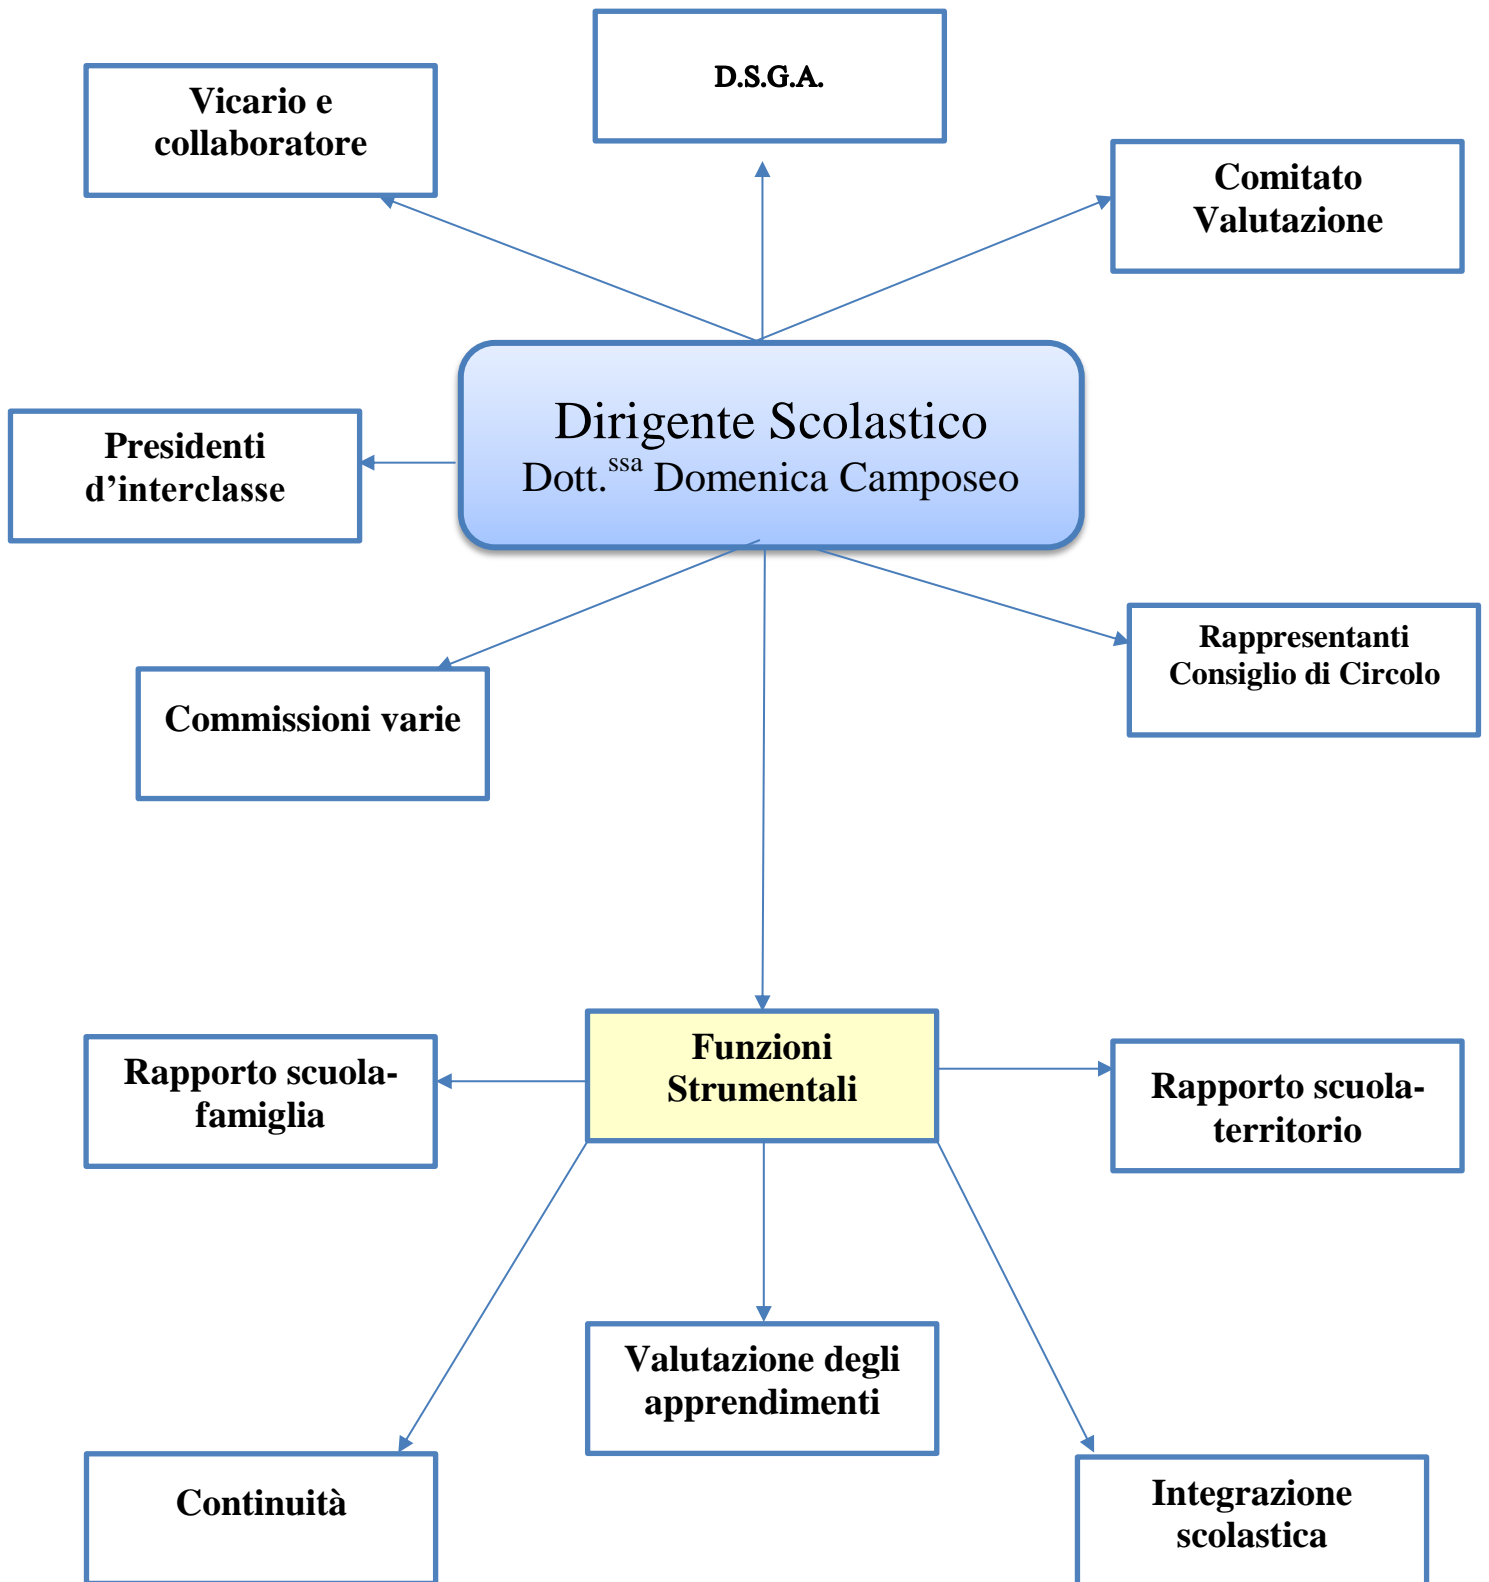 D.S.G.A.
Vicario e
collaboratore
Comitato
Valutazione
Dirigente Scolastico
Dott.ssa Domenica Camposeo
Presidenti
d’interclasse
Rappresentanti
Consiglio di Circolo
Commissioni varie
Funzioni
Strumentali
Rapporto scuola-
famiglia
Rapporto scuola-
territorio
Valutazione degli
apprendimenti
Continuità
Integrazione
scolastica